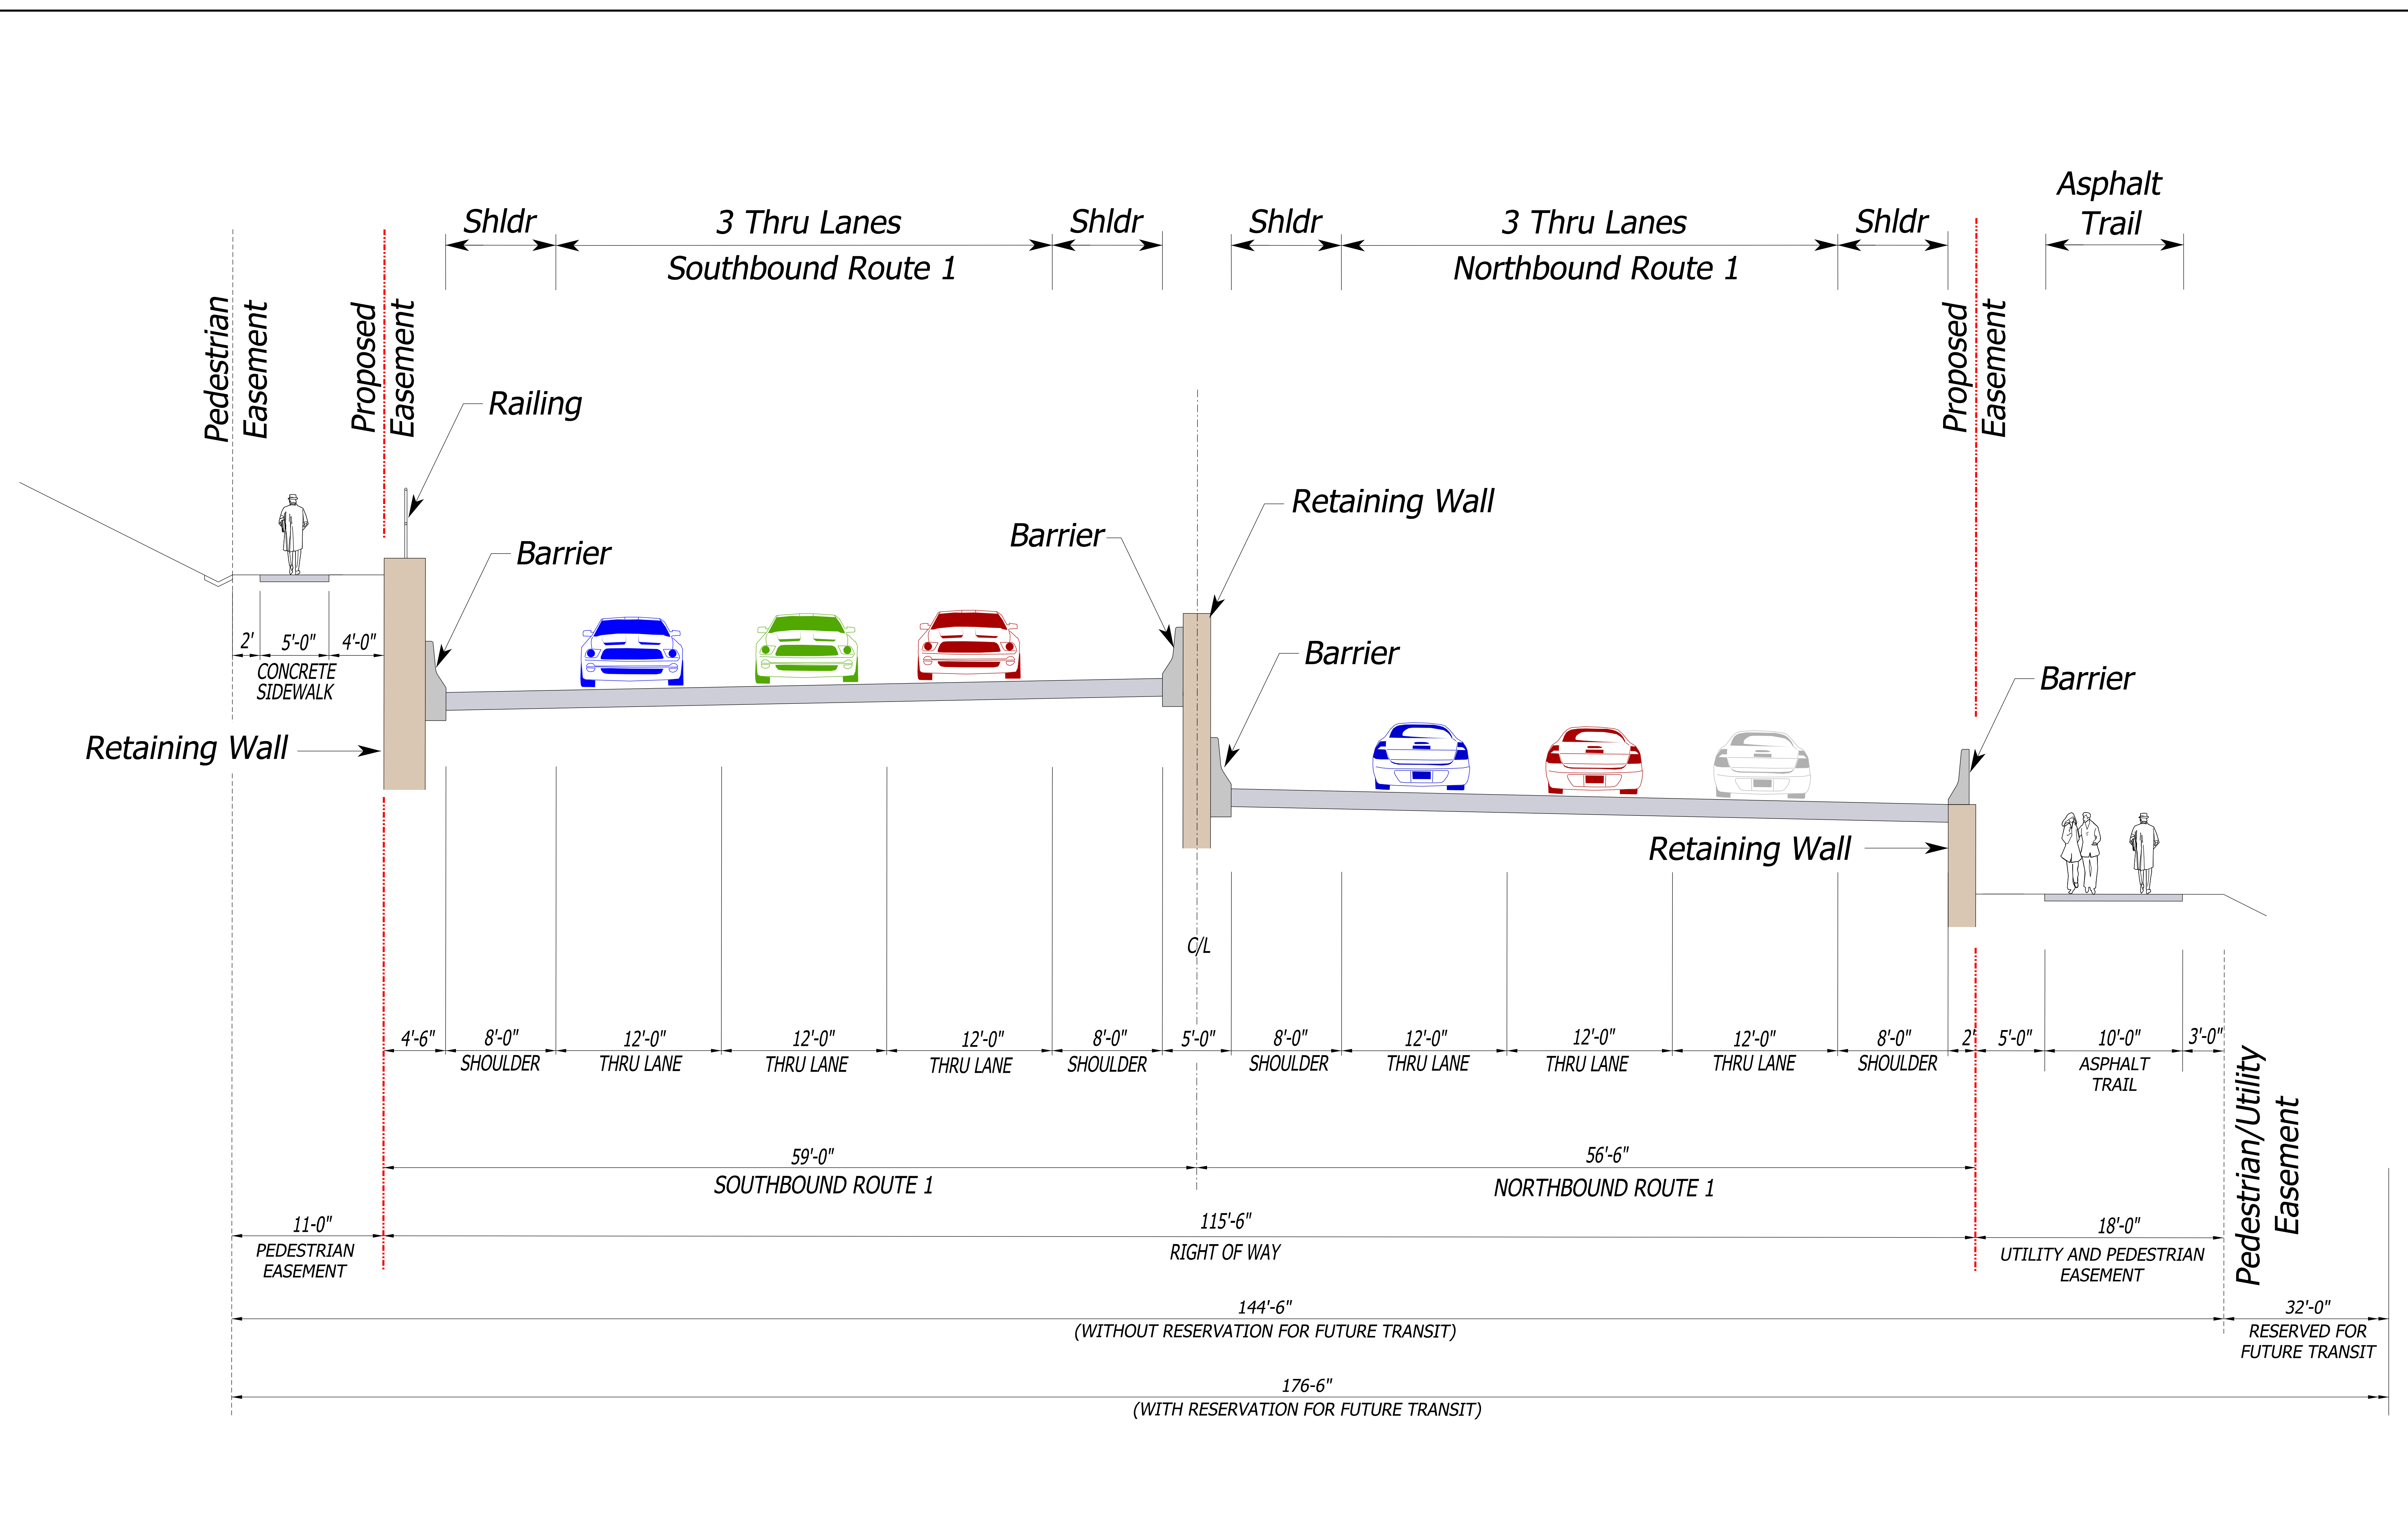 Asphalt
Trail
Shldr
3 Thru Lanes
Shldr
Shldr
3 Thru Lanes
Shldr
Southbound Route 1
Northbound Route 1
Pedestrian
Easement
Proposed
Easement
Proposed
Easement
Railing
Retaining Wall
Barrier
Barrier
Barrier
Barrier
2'
5'-0"
4'-0"
CONCRETE
SIDEWALK
Retaining Wall
Retaining Wall
C/L
4'-6"
8'-0"
12'-0"
12'-0"
12'-0"
8'-0"
5'-0"
8'-0"
12'-0"
12'-0"
12'-0"
8'-0"
2'
5'-0"
10'-0"
3'-0"
SHOULDER
THRU LANE
THRU LANE
THRU LANE
SHOULDER
SHOULDER
THRU LANE
THRU LANE
THRU LANE
SHOULDER
ASPHALT
TRAIL
Pedestrian/Utility
Easement
59'-0"
SOUTHBOUND ROUTE 1
56'-6"
NORTHBOUND ROUTE 1
11-0"
PEDESTRIAN
EASEMENT
115'-6"
RIGHT OF WAY
18'-0"
UTILITY AND PEDESTRIAN
EASEMENT
144'-6"
(WITHOUT RESERVATION FOR FUTURE TRANSIT)
32'-0"
RESERVED FOR
FUTURE TRANSIT
176-6"
(WITH RESERVATION FOR FUTURE TRANSIT)